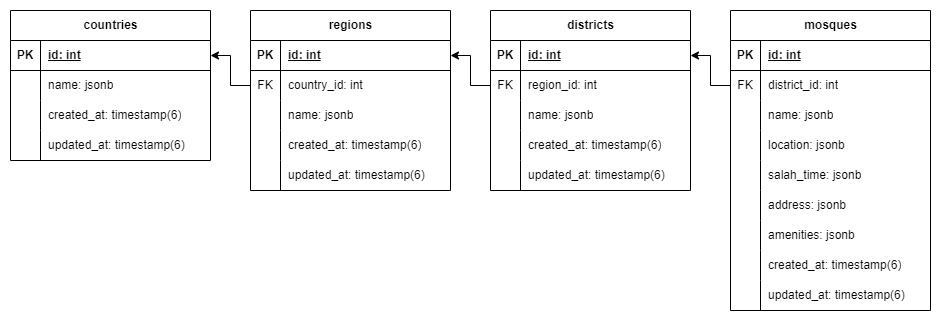 countries
PK id: int
name: jsonb
created_at: timestamp(6)
updated_at: timestamp(6)
regions
PK id: int
FK country_id: int
name: jsonb
created_at: timestamp(6)
updated_at: timestamp(6)
districts
PK id: int
FK region_id: int
name: jsonb
created_at: timestamp(6)
updated_at: timestamp(6)
mosques
PK id: int
FK district_id: int
name: jsonb
location: jsonb
salah_time: jsonb
address: jsonb
amenities: jsonb
created_at: timestamp(6)
updated_at: timestamp(6)